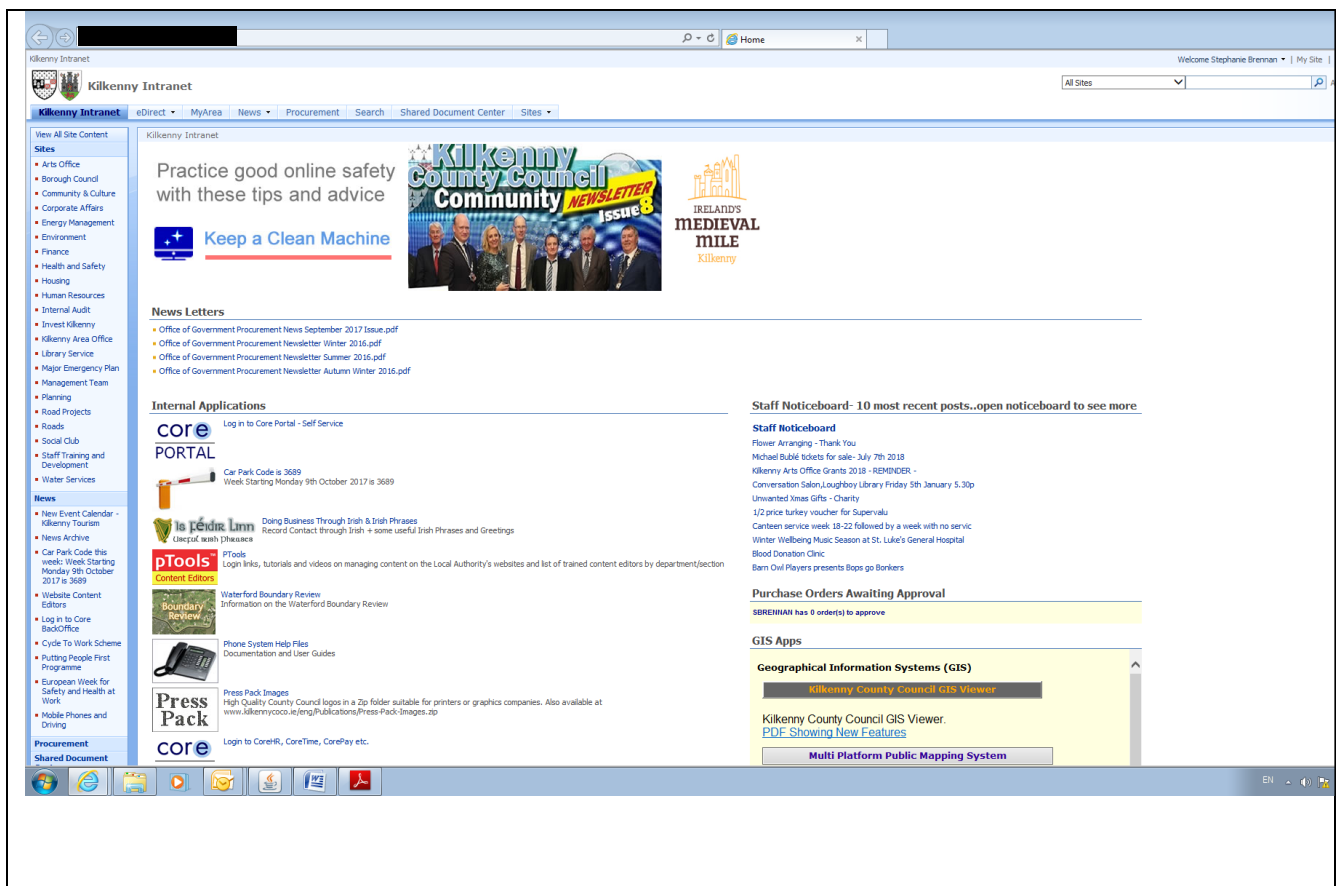 Home
Kilkenny Intranet
Welcome Stephanie Brennan
My Site
Kilkenny Intranet
All Sites
Kilkenny Intranet
eDirect
MyArea
News
Procurement
Search
Shared Document Center
Sites
View All Site Content
Sites
Arts Office
Borough Council
Community & Culture
Corporate Affairs
Energy Management
Environment
Finance
Health and Safety
Housing
Human Resources
Internal Audit
Invest Kilkenny
Kilkenny Area Office
Library Service
Major Emergency Plan
Management Team
Planning
Road Projects
Roads
Social Club
Staff Training and
Development
Water Services
News
New Event Calendar -
Kilkenny Tourism
News Archive
Car Park Code this
week: Week Starting
Monday 9th October
2017 is 3689
Website Content
Editors
Log in to Core
BackOffice
Cycle To Work Scheme
Putting People First
Programme
European Week for
Safety and Health at
Work
Mobile Phones and
Driving
Procurement
Shared Document
Kilkenny Intranet
Practice good online safety
with these tips and advice
Keep a Clean Machine
Kilkenny
County Council
Community NEWSLETTER
Issue8
IRELAND'S
MEDIEVAL
MILE
Kilkenny
News Letters
Office of Government Procurement News September 2017 Issue.pdf
Office of Government Procurement Newsletter Winter 2016.pdf
Office of Government Procurement Newsletter Summer 2016.pdf
Office of Government Procurement Newsletter Autumn Winter 2016.pdf
Internal Applications
core
PORTAL
Log in to Core Portal - Self Service
Car Park Code is 3689
Week Starting Monday 9th October 2017 is 3689
Is Féidir Linn
Useful Irish Phrases
Doing Business Through Irish & Irish Phrases
Record Contact through Irish + some useful Irish Phrases and Greetings
pTools™
Content Editors
PTools
Login links, tutorials and videos on managing content on the Local Authority's websites and list of trained content editors by department/section
Boundary
Review
Waterford Boundary Review
Information on the Waterford Boundary Review
Phone System Help Files
Documentation and User Guides
Press
Pack
Press Pack Images
High Quality County Council logos in a Zip folder suitable for printers or graphics companies. Also available at
www.kilkennycoco.ie/eng/Publications/Press-Pack-Images.zip
core
Login to CoreHR, CoreTime, CorePay etc.
Staff Noticeboard- 10 most recent posts..open noticeboard to see more
Staff Noticeboard
Flower Arranging - Thank You
Michael Bublé tickets for sale- July 7th 2018
Kilkenny Arts Office Grants 2018 - REMINDER -
Conversation Salon,Loughboy Library Friday 5th January 5.30p
Unwanted Xmas Gifts - Charity
1/2 price turkey voucher for Supervalu
Canteen service week 18-22 followed by a week with no servic
Winter Wellbeing Music Season at St. Luke's General Hospital
Blood Donation Clinic
Barn Owl Players presents Bops go Bonkers
Purchase Orders Awaiting Approval
SBRENNAN has 0 order(s) to approve
GIS Apps
Geographical Information Systems (GIS)
Kilkenny County Council GIS Viewer
Kilkenny County Council GIS Viewer.
PDF Showing New Features
Multi Platform Public Mapping System
EN